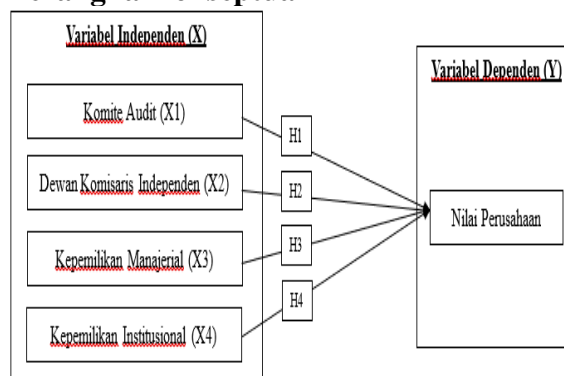 Variabel Independen (X)
Komite Audit (X1)
Dewan Komisaris Independen (X2)
Kepemilikan Manajerial (X3)
Kepemilikan Institusional (X4)
H1
H2
H3
H4
Variabel Dependen (Y)
Nilai Perusahaan